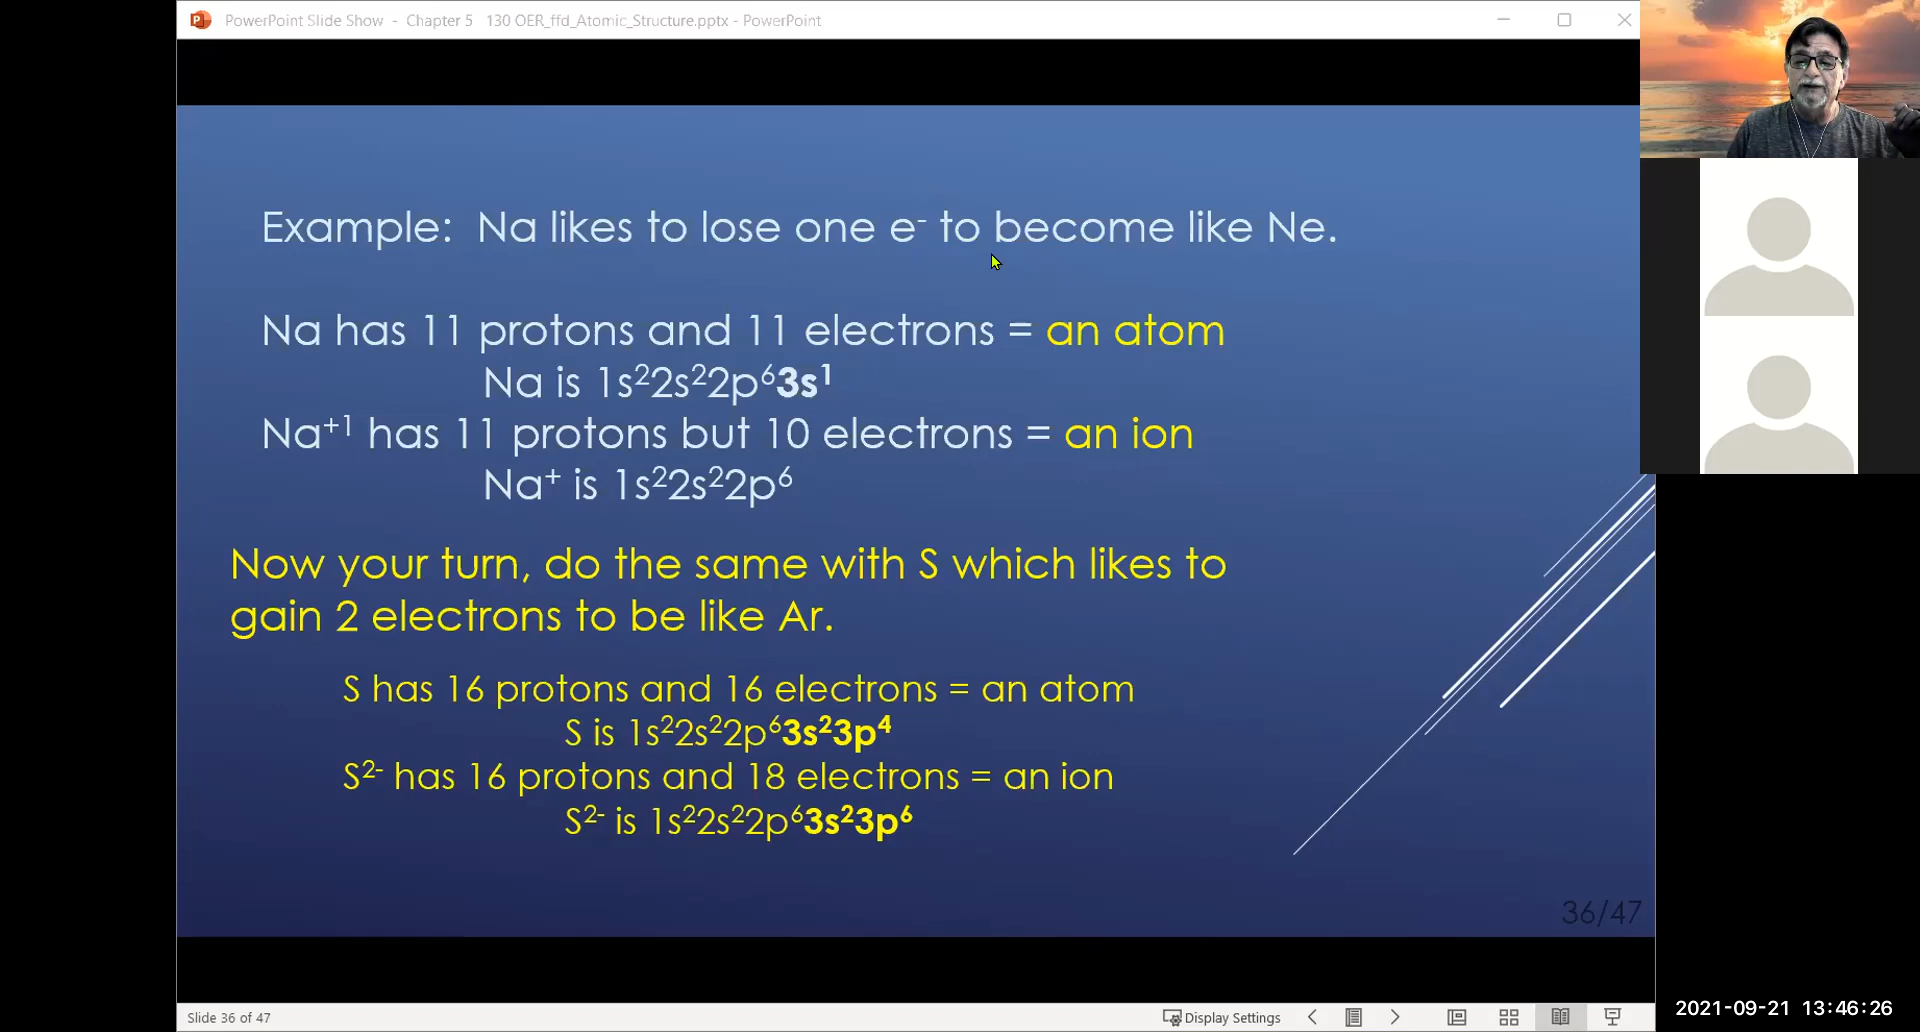 PowerPoint Slide Show - Chapter 5 130 OER_ffd_Atomic_Structure.pptx - PowerPoint
Example: Na likes to lose one e⁻ to become like Ne.
Na has 11 protons and 11 electrons = an atom
Na is 1s²2s²2p⁶3s¹
Na⁺¹ has 11 protons but 10 electrons = an ion
Na⁺ is 1s²2s²2p⁶
Now your turn, do the same with S which likes to
gain 2 electrons to be like Ar.
S has 16 protons and 16 electrons = an atom
S is 1s²2s²2p⁶3s²3p⁴
S²⁻ has 16 protons and 18 electrons = an ion
S²⁻ is 1s²2s²2p⁶3s²3p⁶
36/47
Slide 36 of 47
Display Settings
2021-09-21 13:46:26